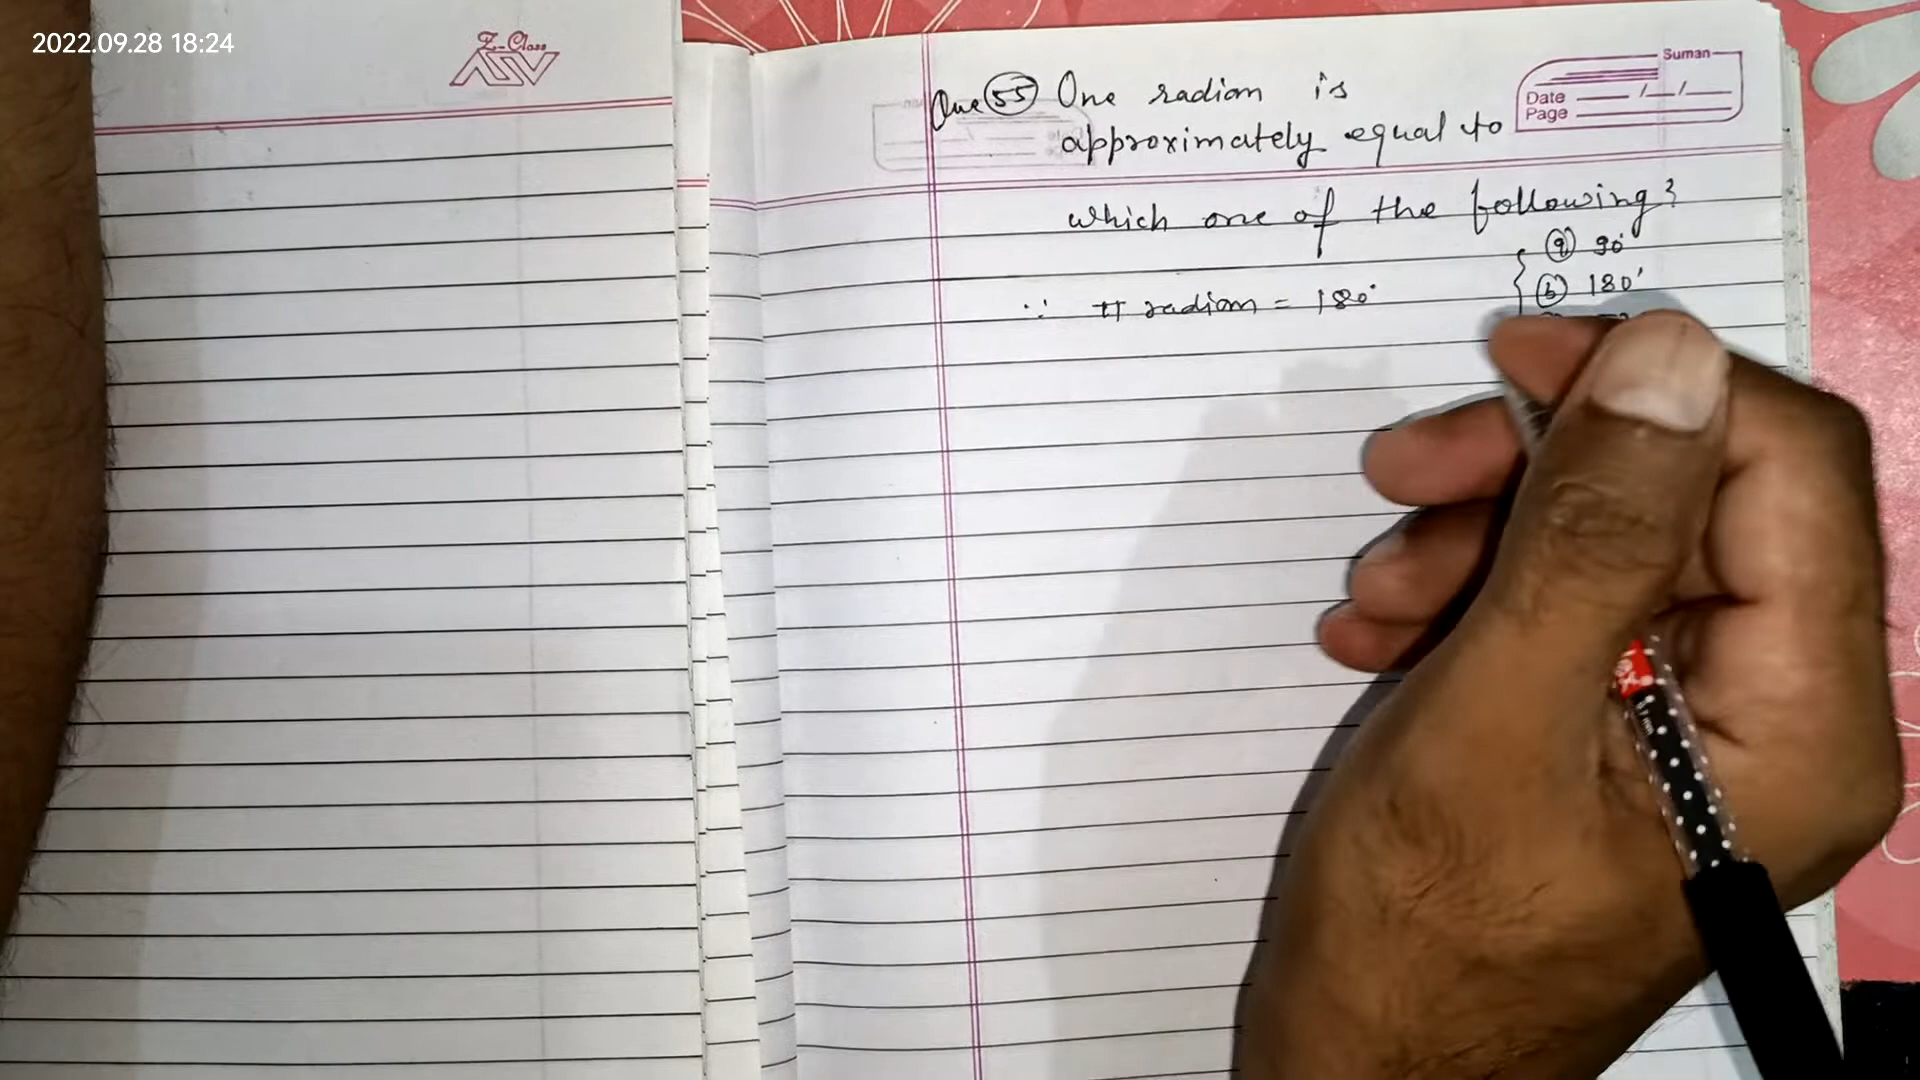 2022.09.28 18:24
Z-Class
Suman
Date / /
Page
Que 55 One radian is
approximately equal to
which one of the following?
(a) 90°
(b) 180°
∵ π radian = 180°